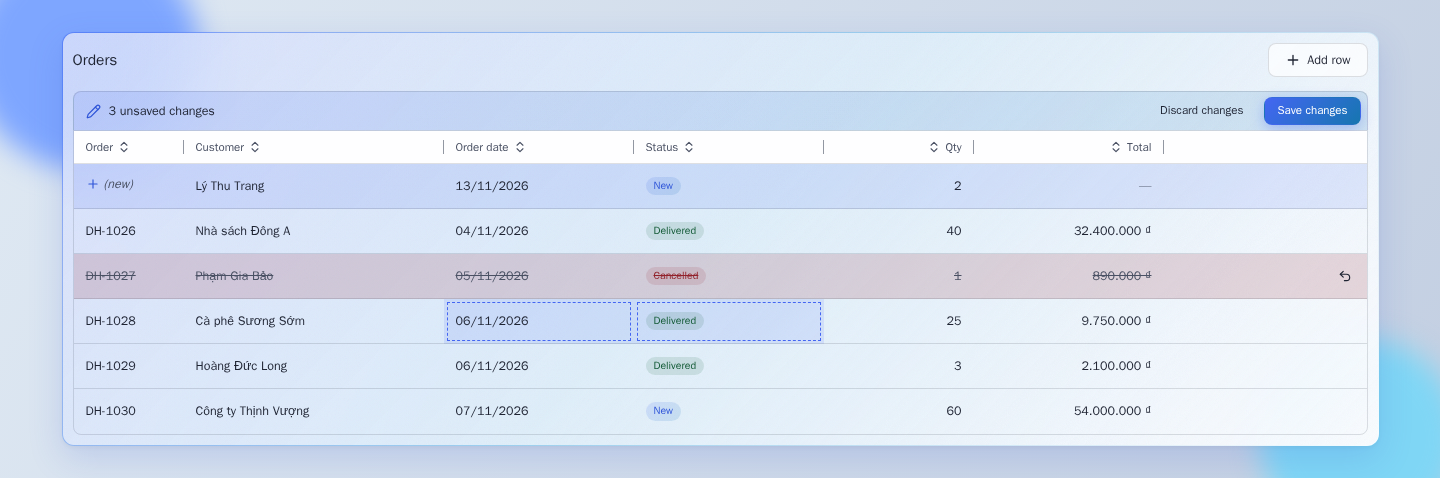 Orders
Add row
3 unsaved changes Discard changes Save changes
Order Customer Order date Status Qty Total
(new) Lý Thu Trang 13/11/2026 New 2 —
DH-1026 Nhà sách Đông A 04/11/2026 Delivered 40 32.400.000 ₫
DH-1027 Phạm Gia Bảo 05/11/2026 Cancelled 1 890.000 ₫
DH-1028 Cà phê Sương Sớm 06/11/2026 Delivered 25 9.750.000 ₫
DH-1029 Hoàng Đức Long 06/11/2026 Delivered 3 2.100.000 ₫
DH-1030 Công ty Thịnh Vượng 07/11/2026 New 60 54.000.000 ₫